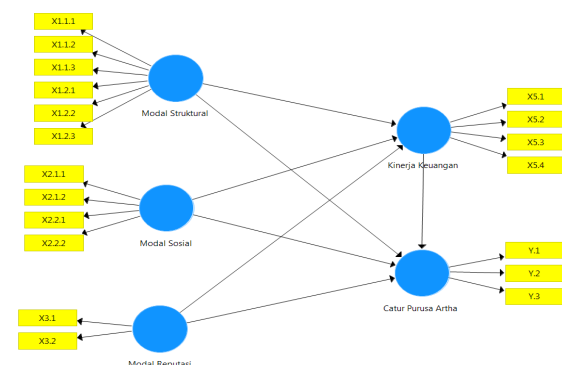 X1.1.1
X1.1.2
X1.1.3
X1.2.1
X1.2.2
X1.2.3
Modal Struktural
X2.1.1
X2.1.2
X2.2.1
X2.2.2
Modal Sosial
X3.1
X3.2
Modal Reputasi
X5.1
X5.2
X5.3
X5.4
Kinerja Keuangan
Y.1
Y.2
Y.3
Catur Purusa Artha